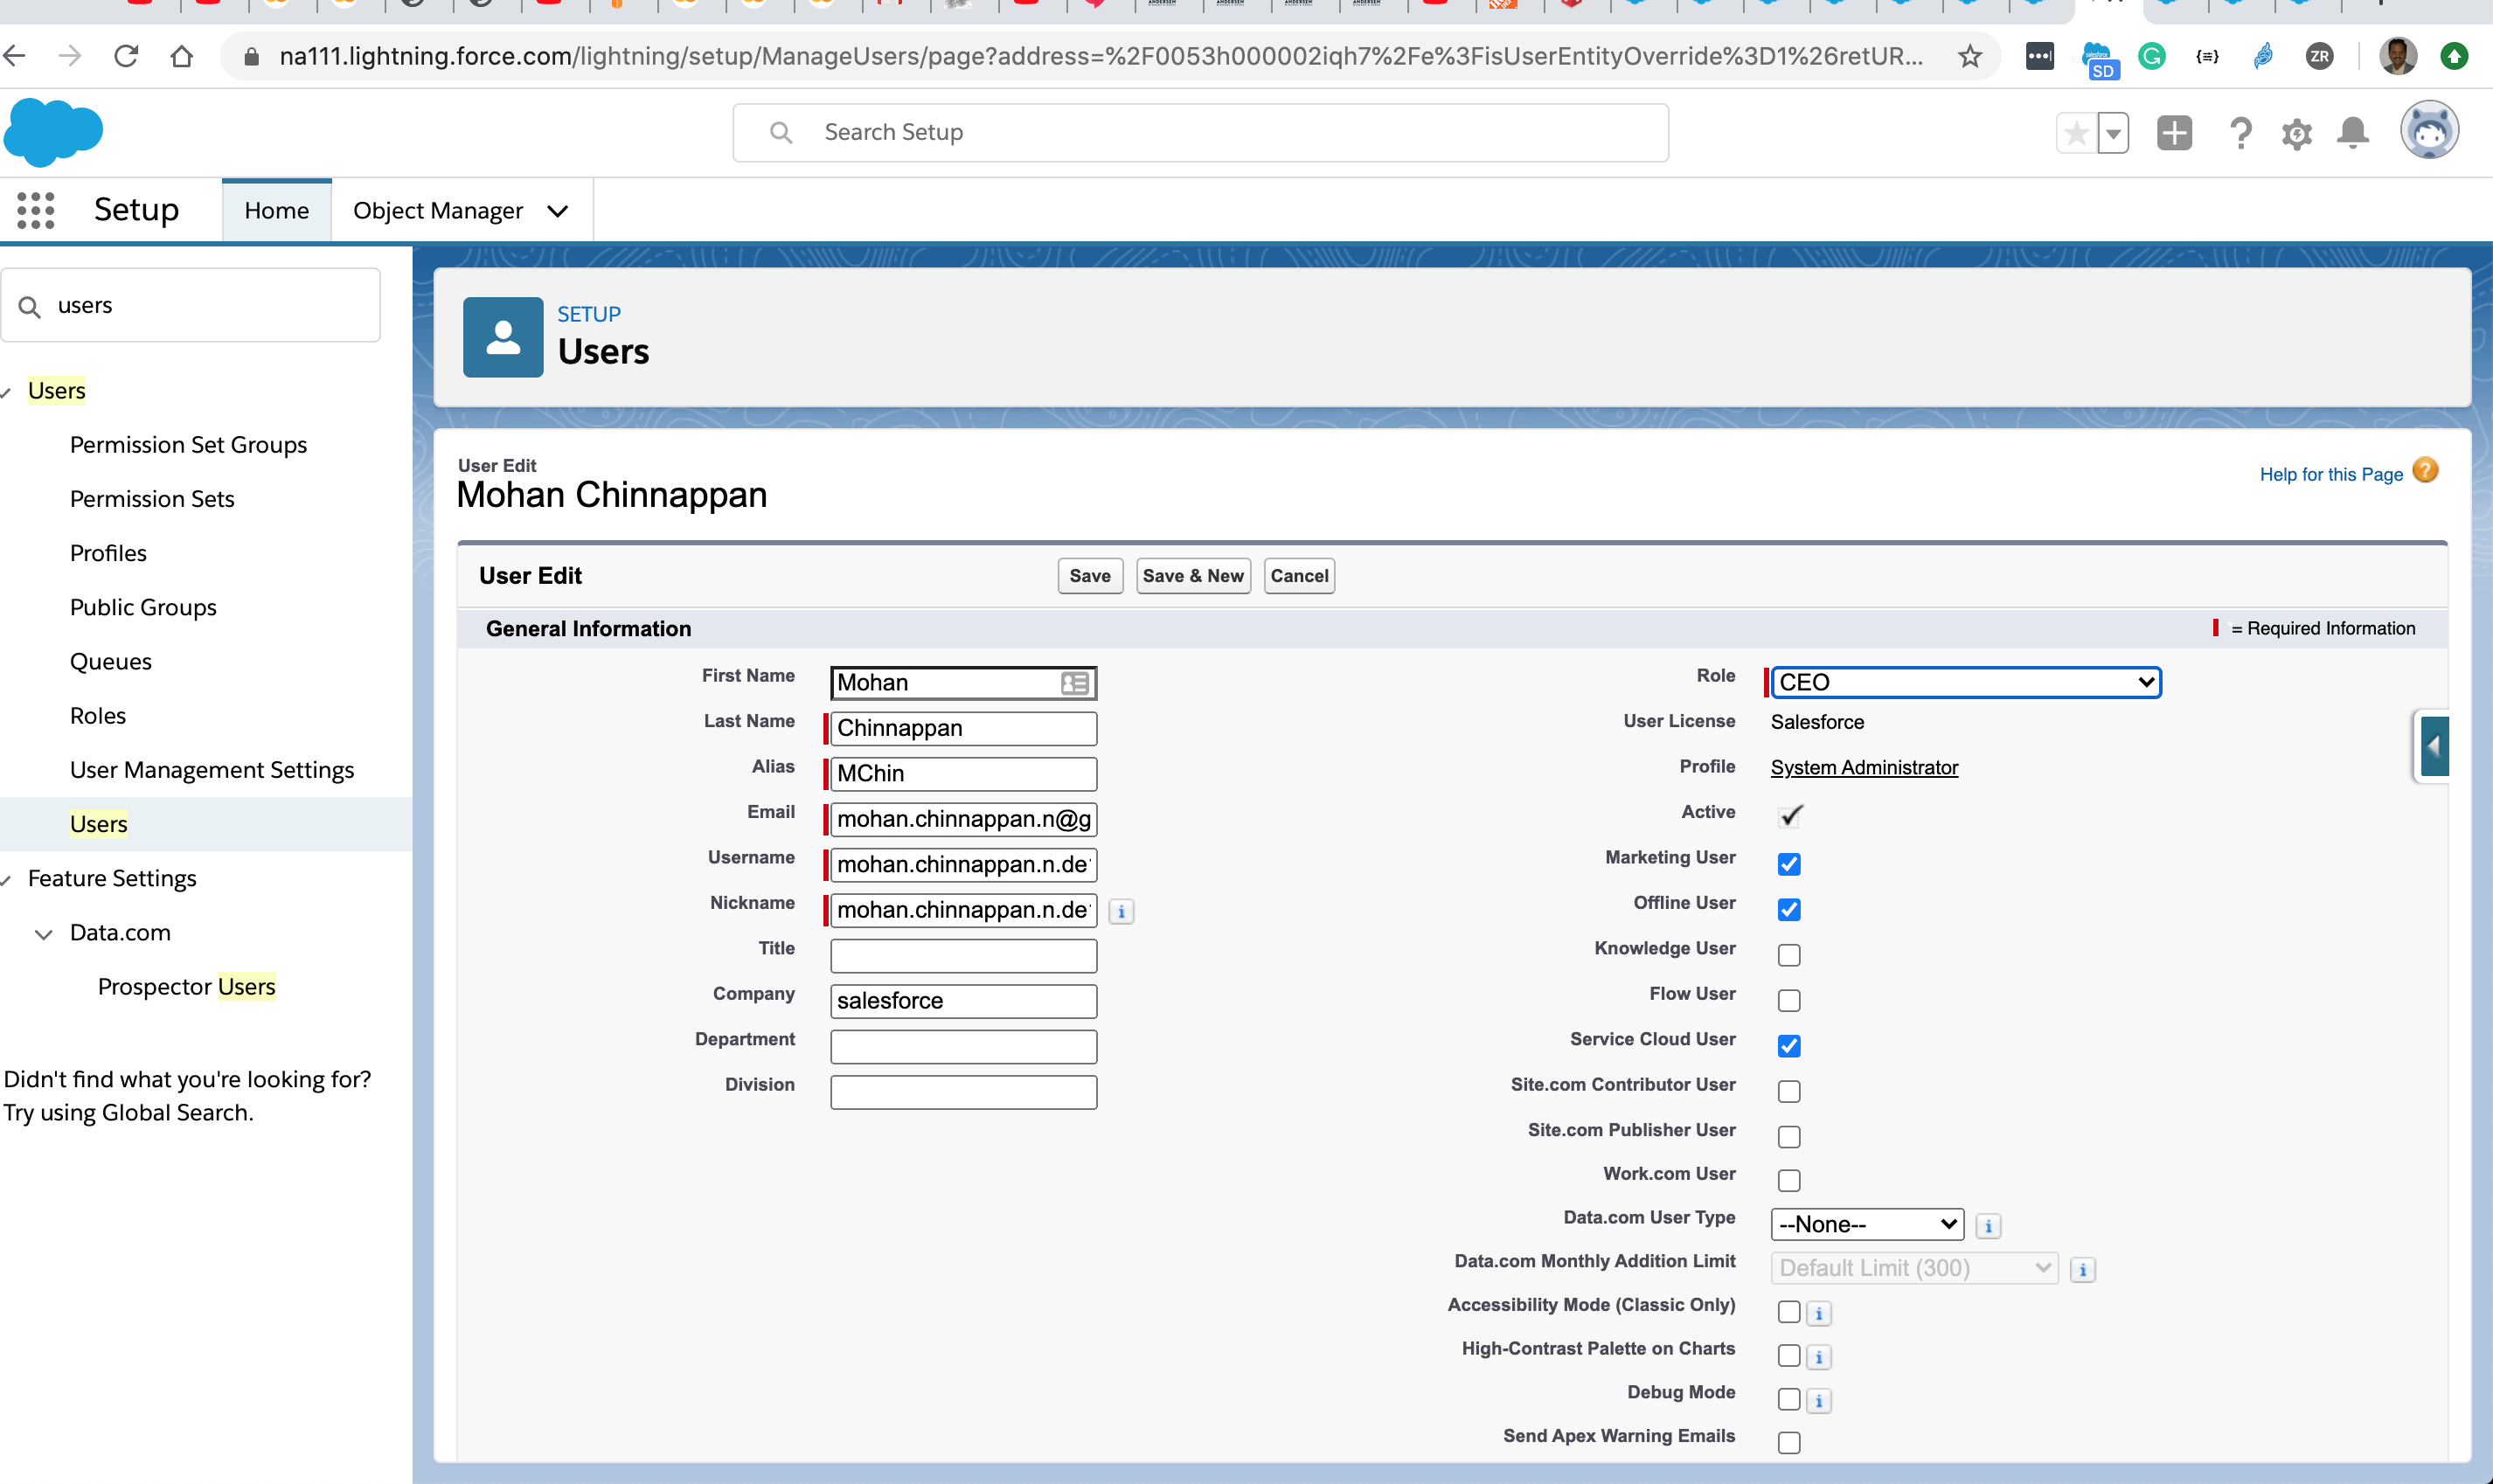 na111.lightning.force.com/lightning/setup/ManageUsers/page?address=%2F0053h000002iqh7%2Fe%3FisUserEntityOverride%3D1%26retUR...
SD
ZR
Search Setup
Setup
Home
Object Manager
users
Users
Permission Set Groups
Permission Sets
Profiles
Public Groups
Queues
Roles
User Management Settings
Users
Feature Settings
Data.com
Prospector Users
Didn't find what you're looking for?
Try using Global Search.
SETUP
Users
User Edit
Mohan Chinnappan
Help for this Page
User Edit
Save
Save & New
Cancel
General Information
= Required Information
First Name
Mohan
Last Name
Chinnappan
Alias
MChin
Email
mohan.chinnappan.n@g
Username
mohan.chinnappan.n.de
Nickname
mohan.chinnappan.n.de
Title
Company
salesforce
Department
Division
Role
CEO
User License
Salesforce
Profile
System Administrator
Active
Marketing User
Offline User
Knowledge User
Flow User
Service Cloud User
Site.com Contributor User
Site.com Publisher User
Work.com User
Data.com User Type
--None--
Data.com Monthly Addition Limit
Default Limit (300)
Accessibility Mode (Classic Only)
High-Contrast Palette on Charts
Debug Mode
Send Apex Warning Emails